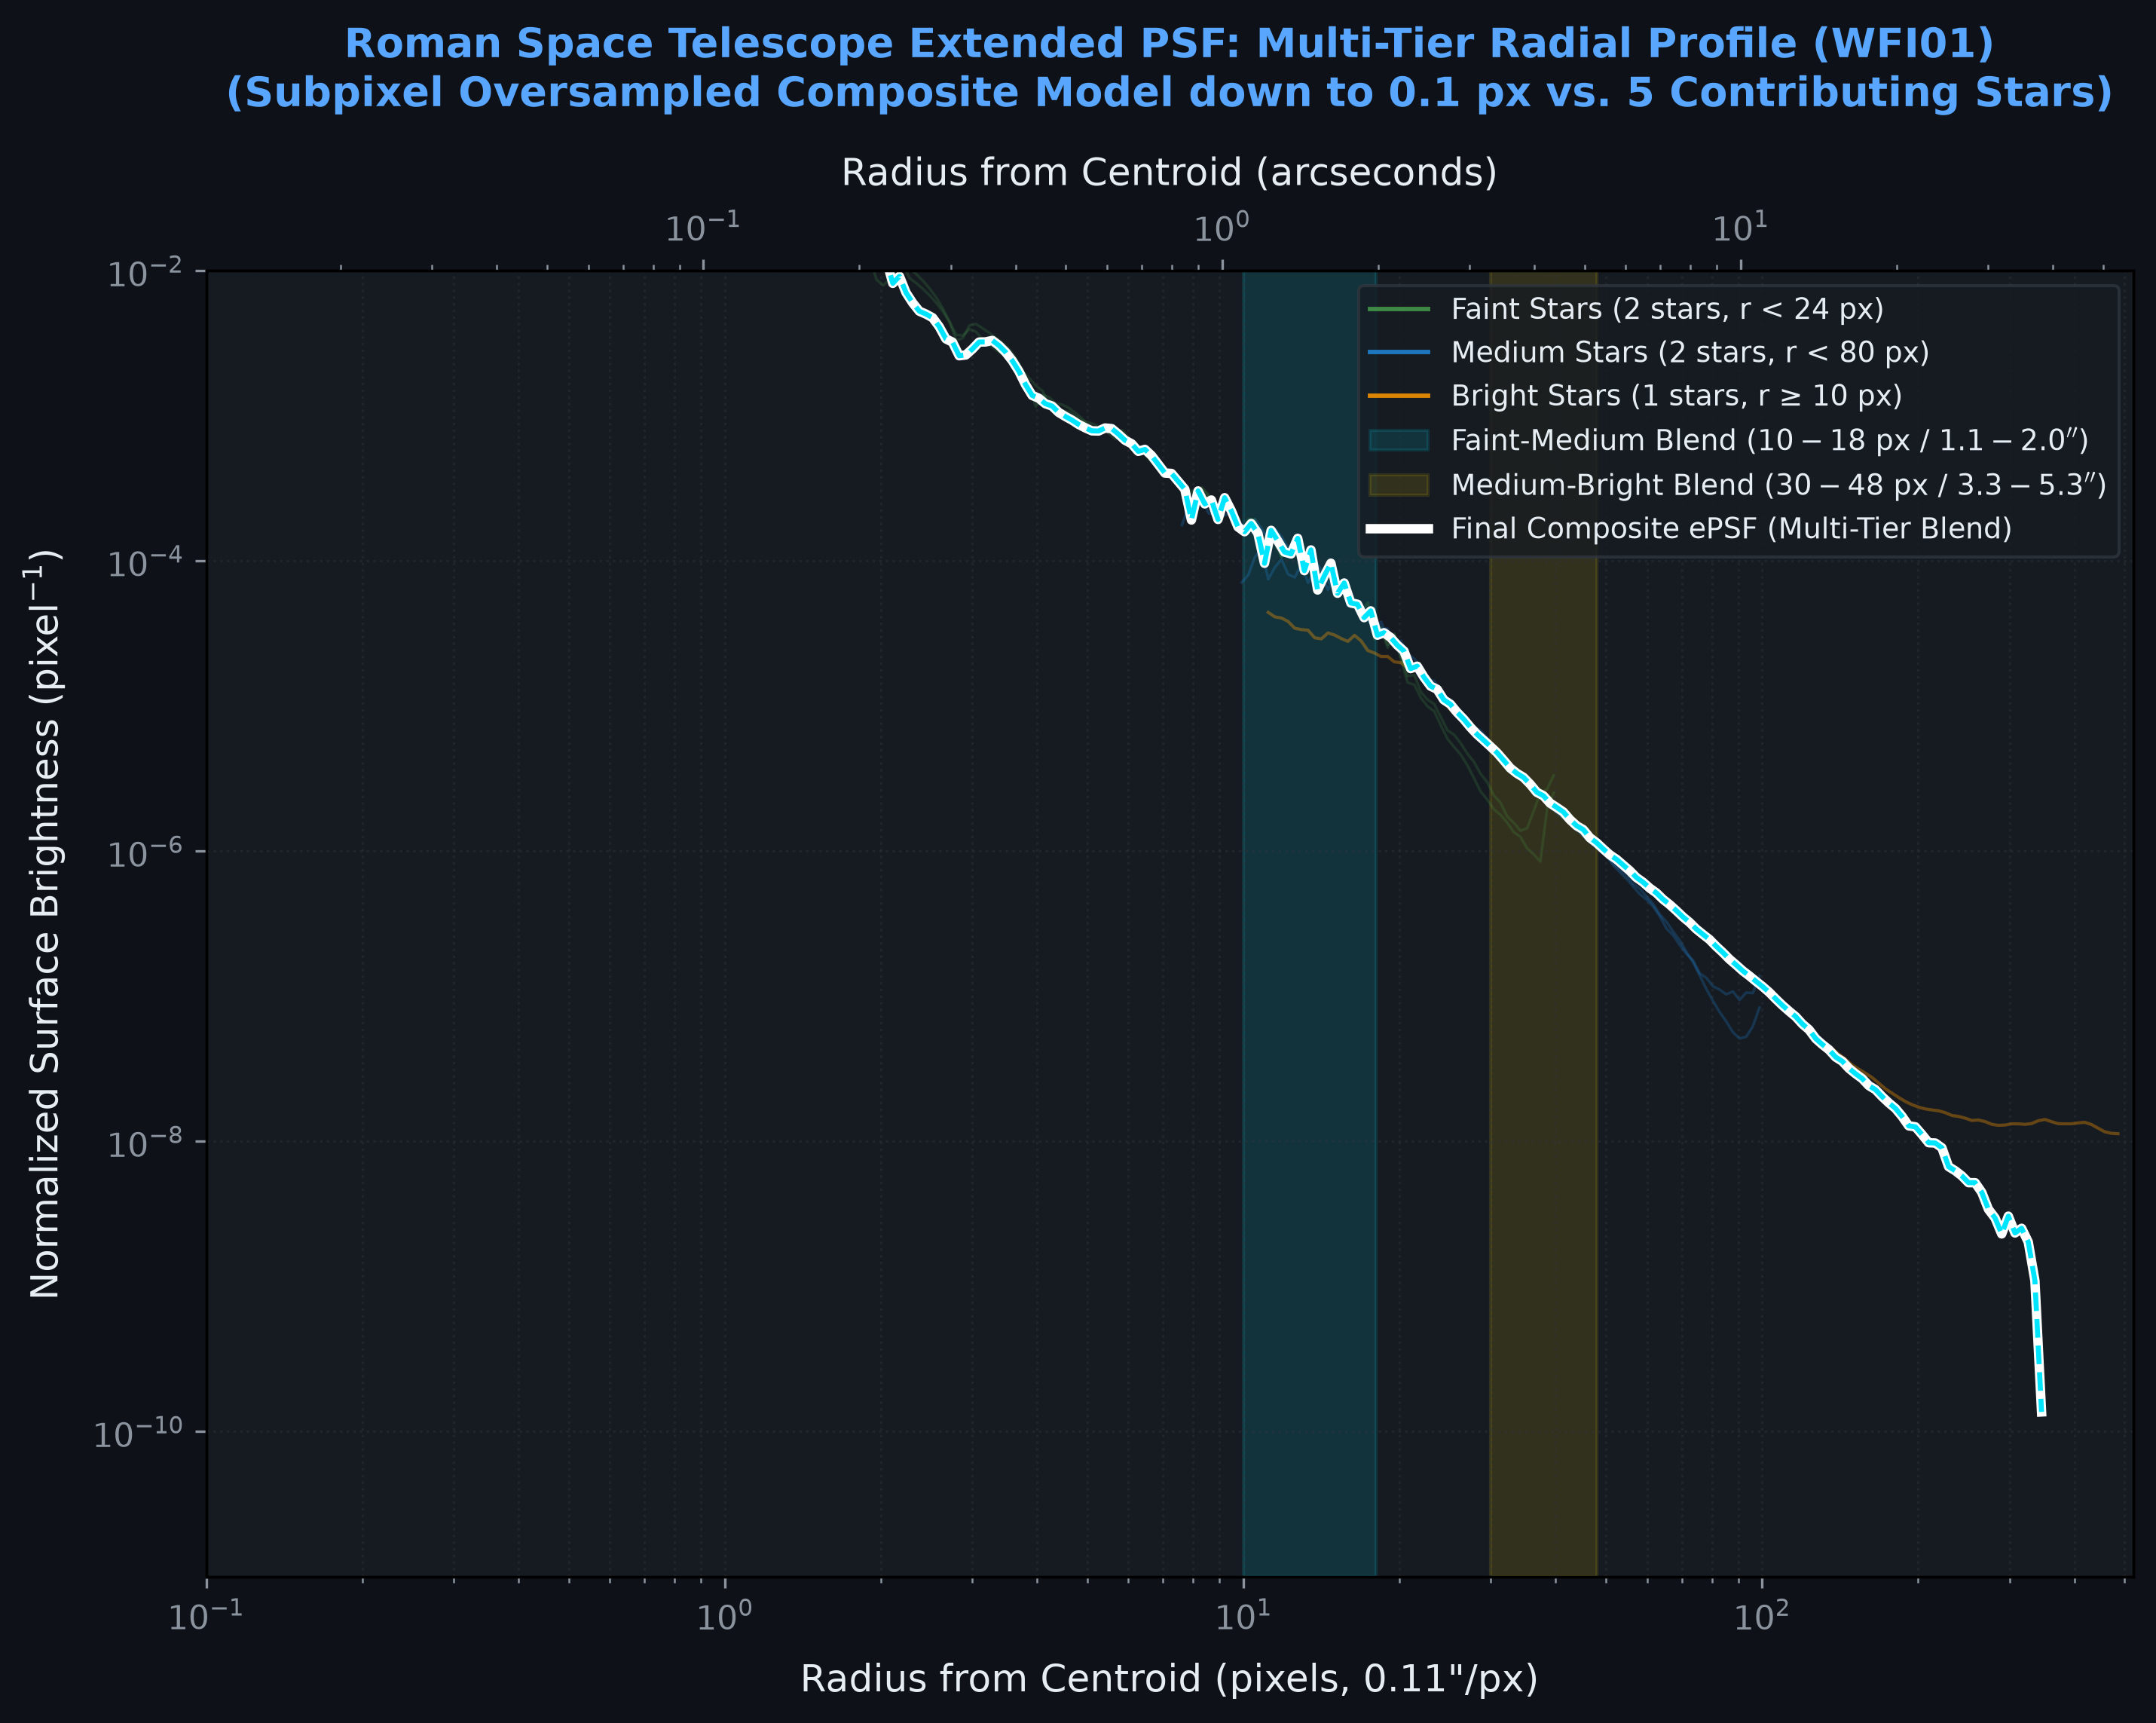 Roman Space Telescope Extended PSF: Multi-Tier Radial Profile (WFI01)
(Subpixel Oversampled Composite Model down to 0.1 px vs. 5 Contributing Stars)
Radius from Centroid (arcseconds)
10⁻¹ 10⁰ 10¹
Faint Stars (2 stars, r < 24 px)
Medium Stars (2 stars, r < 80 px)
Bright Stars (1 stars, r ≥ 10 px)
Faint-Medium Blend (10 − 18 px / 1.1 − 2.0″)
Medium-Bright Blend (30 − 48 px / 3.3 − 5.3″)
Final Composite ePSF (Multi-Tier Blend)
Normalized Surface Brightness (pixel⁻¹)
10⁻²
10⁻⁴
10⁻⁶
10⁻⁸
10⁻¹⁰
10⁻¹ 10⁰ 10¹ 10²
Radius from Centroid (pixels, 0.11"/px)